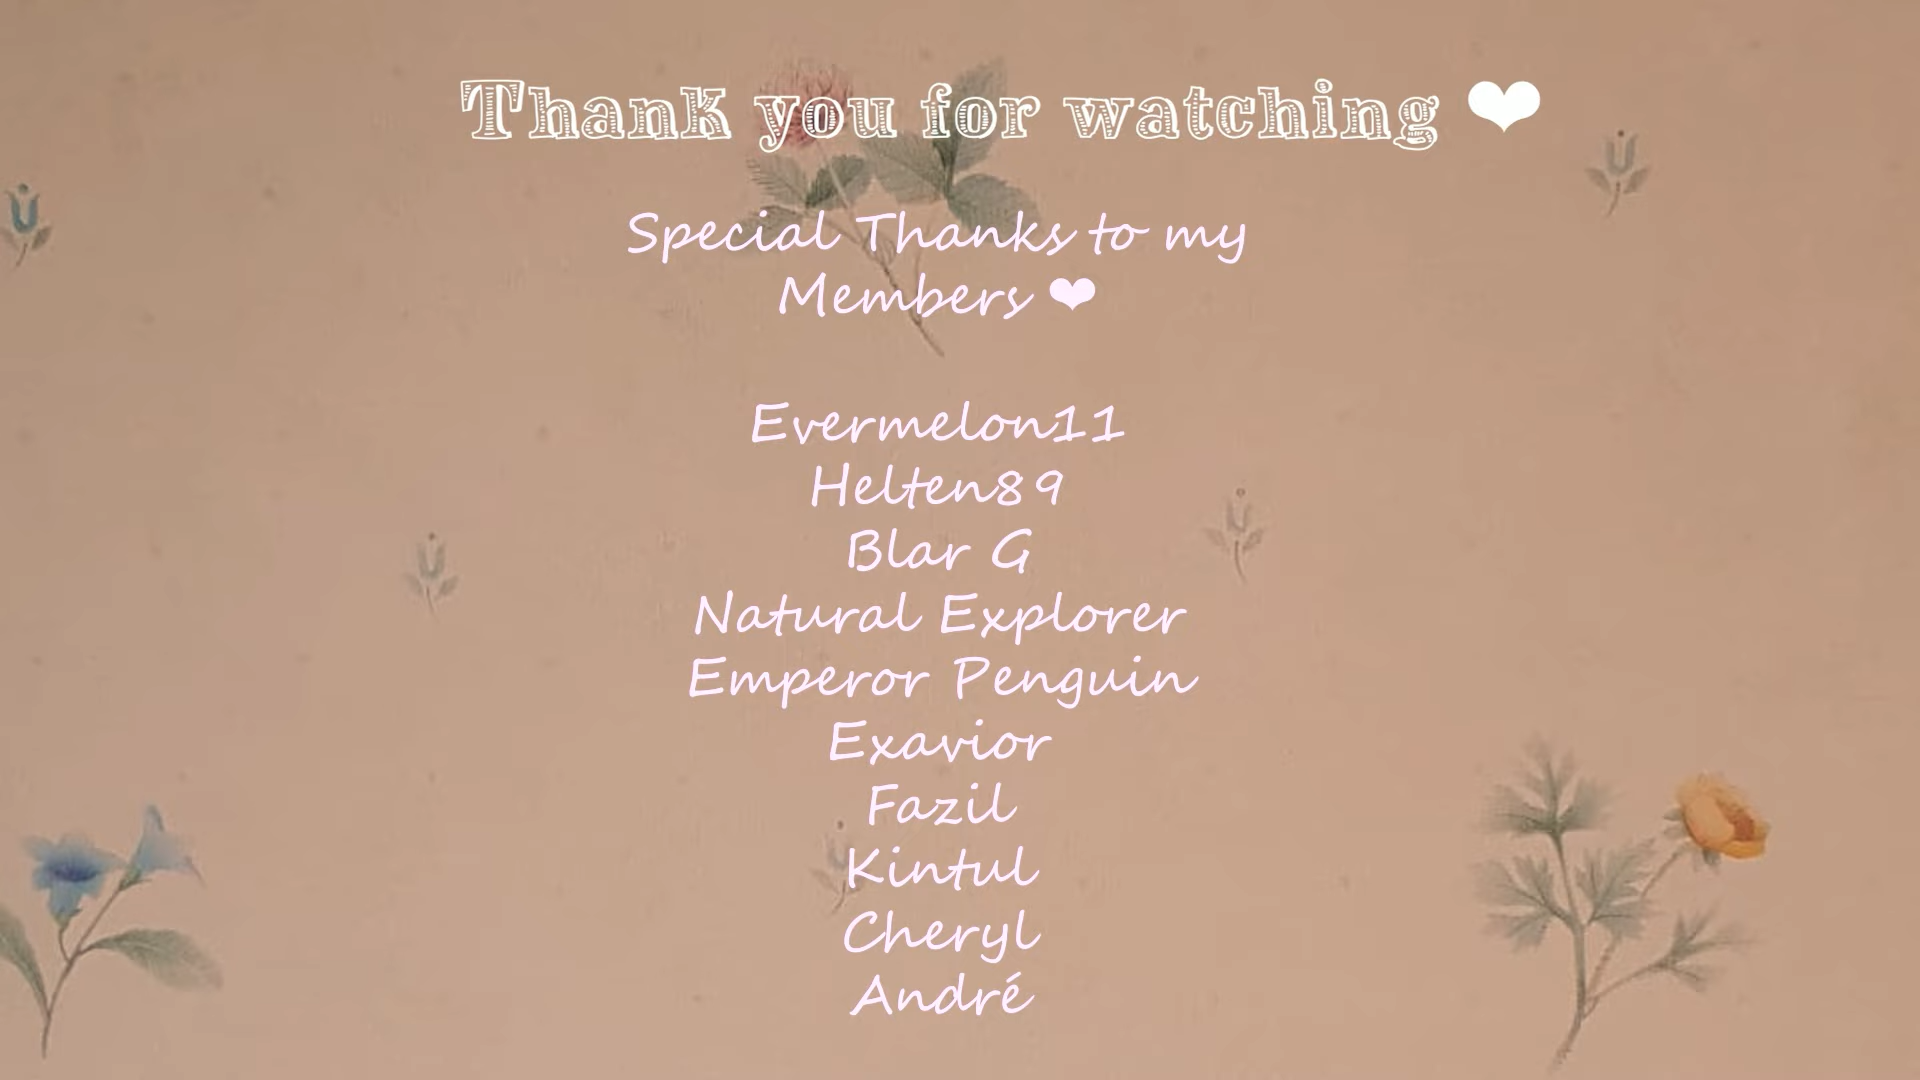 Thank you for watching ❤
Special Thanks to my
Members ❤
Evermelon11
Helten89
Blar G
Natural Explorer
Emperor Penguin
Exavior
Fazil
Kintul
Cheryl
André